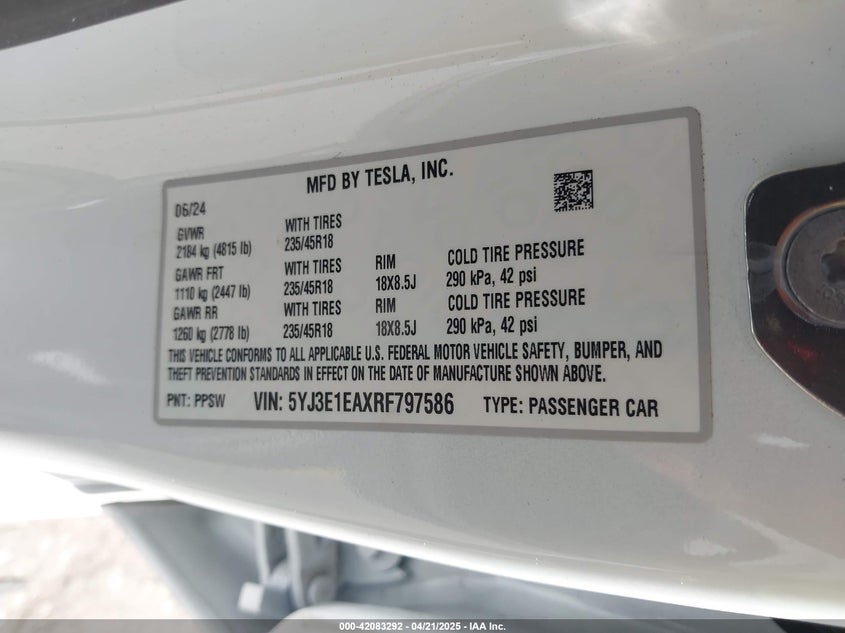 MFD BY TESLA, INC.
06/24
GVWR
2184 kg (4815 lb)
WITH TIRES
235/45R18
GAWR FRT
1110 kg (2447 lb)
WITH TIRES
235/45R18
RIM
18X8.5J
COLD TIRE PRESSURE
290 kPa, 42 psi
GAWR RR
1260 kg (2778 lb)
WITH TIRES
235/45R18
RIM
18X8.5J
COLD TIRE PRESSURE
290 kPa, 42 psi
THIS VEHICLE CONFORMS TO ALL APPLICABLE U.S. FEDERAL MOTOR VEHICLE SAFETY, BUMPER, AND
THEFT PREVENTION STANDARDS IN EFFECT ON THE DATE OF MANUFACTURE SHOWN ABOVE.
PNT: PPSW VIN: 5YJ3E1EAXRF797586 TYPE: PASSENGER CAR
000-42083292 - 04/21/2025 - IAA Inc.